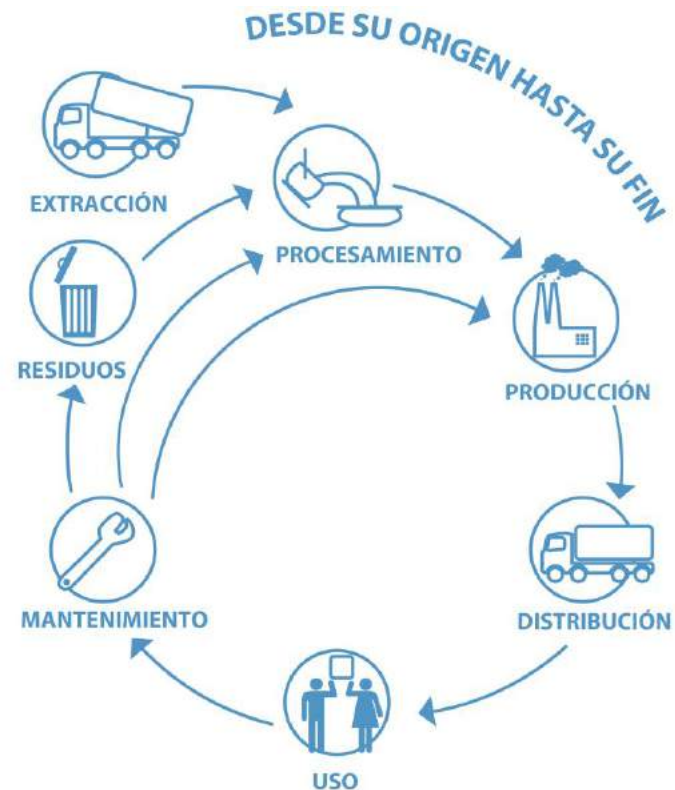 DESDE SU ORIGEN HASTA SU FIN
EXTRACCIÓN
PROCESAMIENTO
RESIDUOS
PRODUCCIÓN
MANTENIMIENTO
DISTRIBUCIÓN
USO